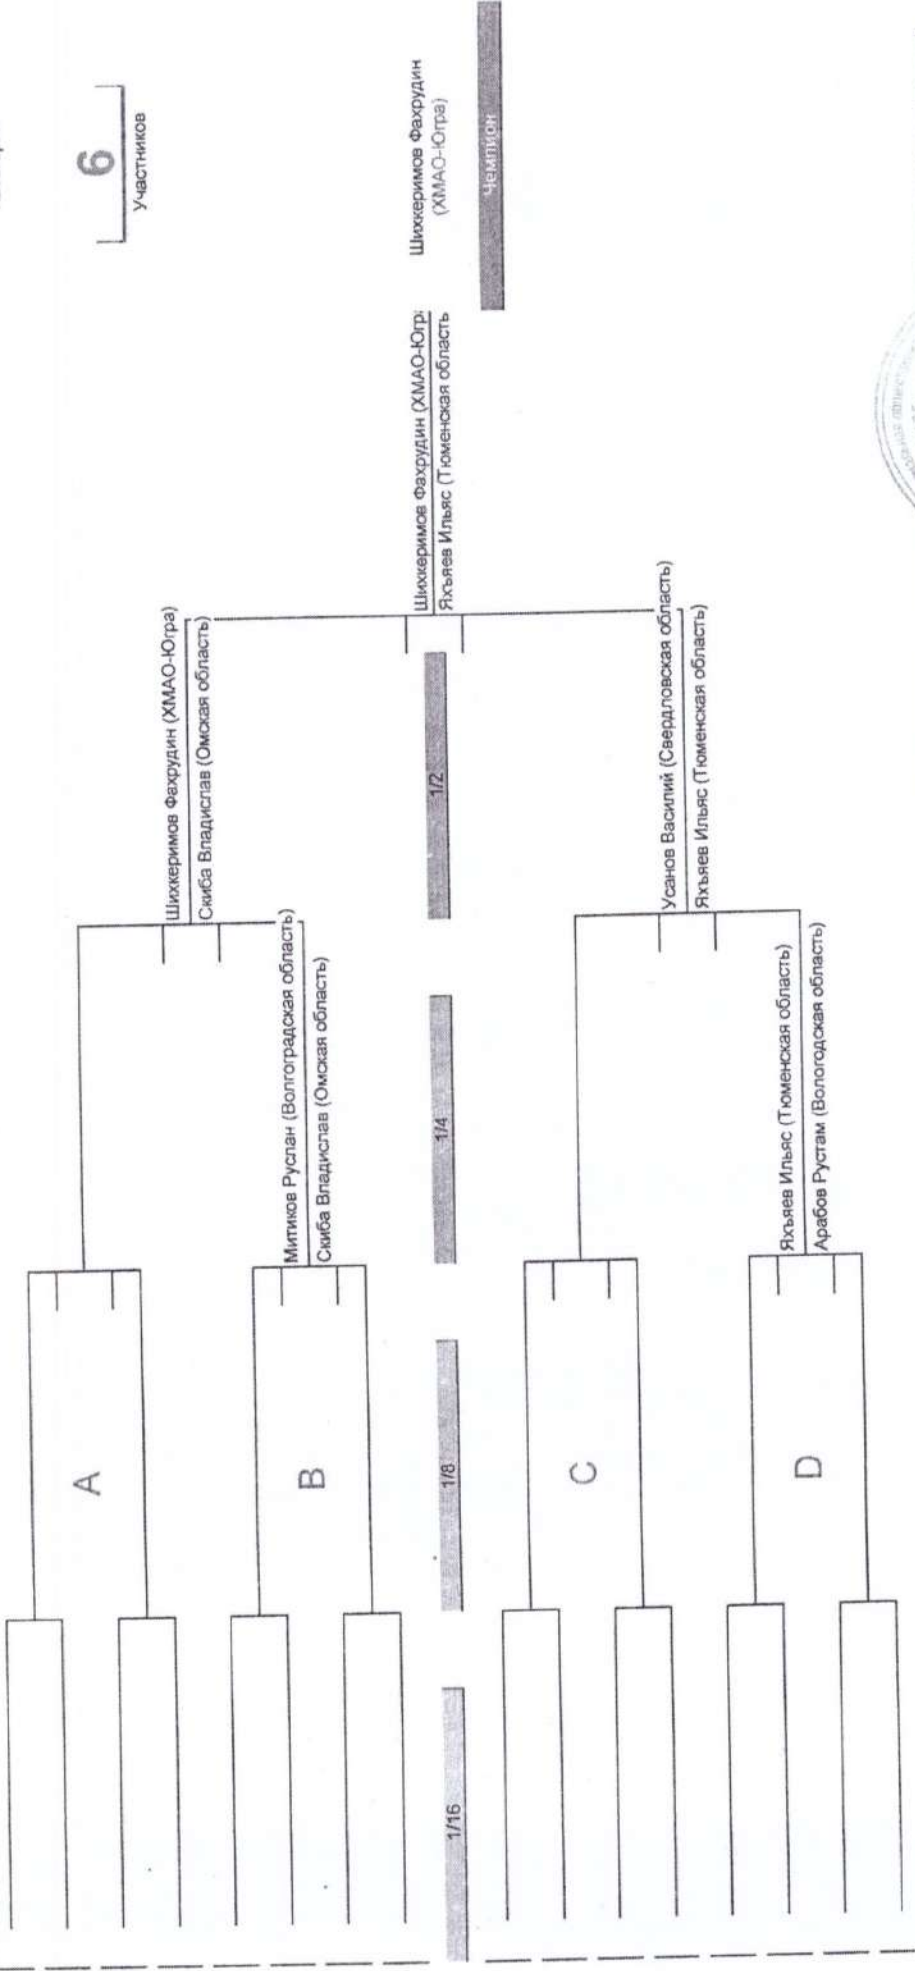 6
Участников
Шихкеримов Фахрудин (ХМАО-Югра)
Скиба Владислав (Омская область)
A
Митиков Руслан (Волгоградская область)
Скиба Владислав (Омская область)
B
Шихкеримов Фахрудин (ХМАО-Югр
Яхъяев Ильяс (Тюменская область
Шихкеримов Фахрудин
(ХМАО-Югра)
Чемпион
1/16
1/8
1/4
1/2
Усанов Василий (Свердловская область)
Яхъяев Ильяс (Тюменская область)
C
Яхъяев Ильяс (Тюменская область)
Арабов Рустам (Вологодская область)
D